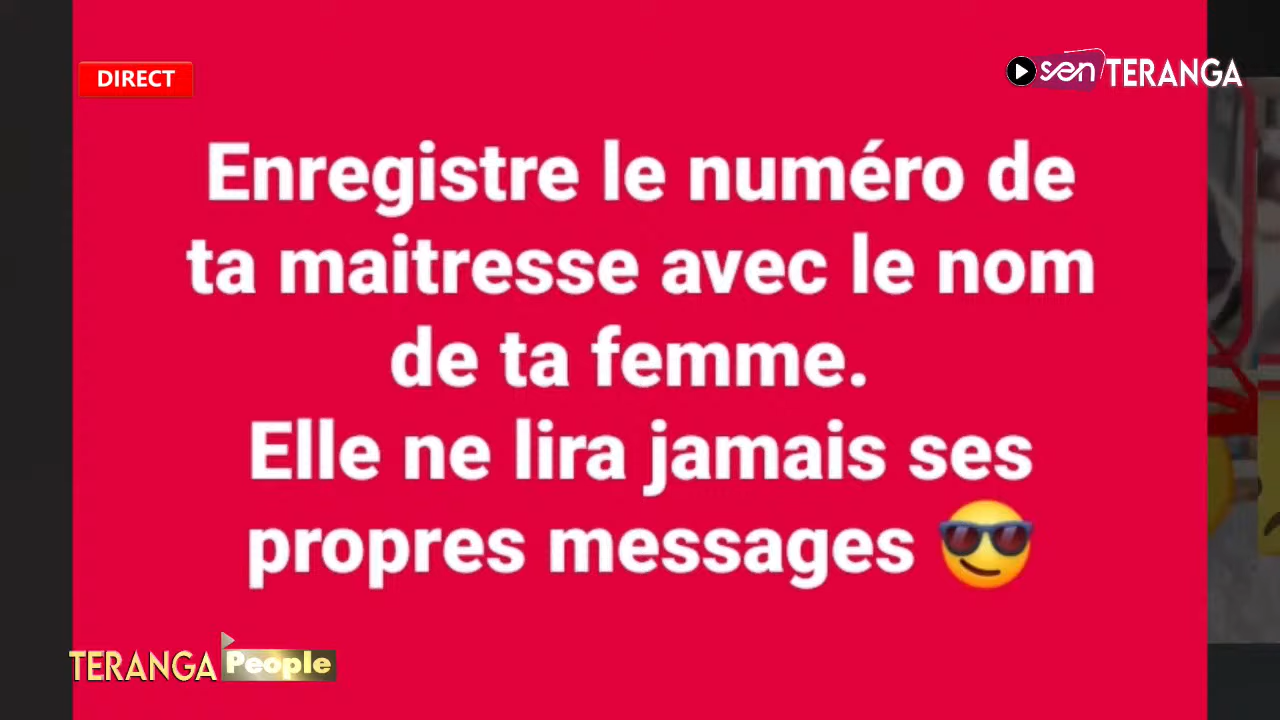 DIRECT
sen TERANGA
Enregistre le numéro de
ta maitresse avec le nom
de ta femme.
Elle ne lira jamais ses
propres messages 😎
TERANGA People